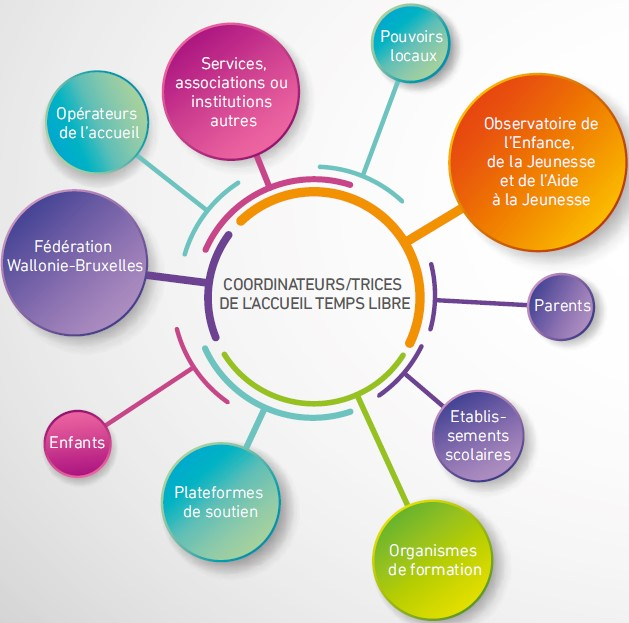 Pouvoirs
locaux
Services,
associations ou
institutions
autres
Opérateurs
de l'accueil
Observatoire de
l'Enfance,
de la Jeunesse
et de l'Aide
à la Jeunesse
Fédération
Wallonie-Bruxelles
COORDINATEURS/TRICES
DE L'ACCUEIL TEMPS LIBRE
Parents
Etablis-
sements
scolaires
Enfants
Plateformes
de soutien
Organismes
de formation